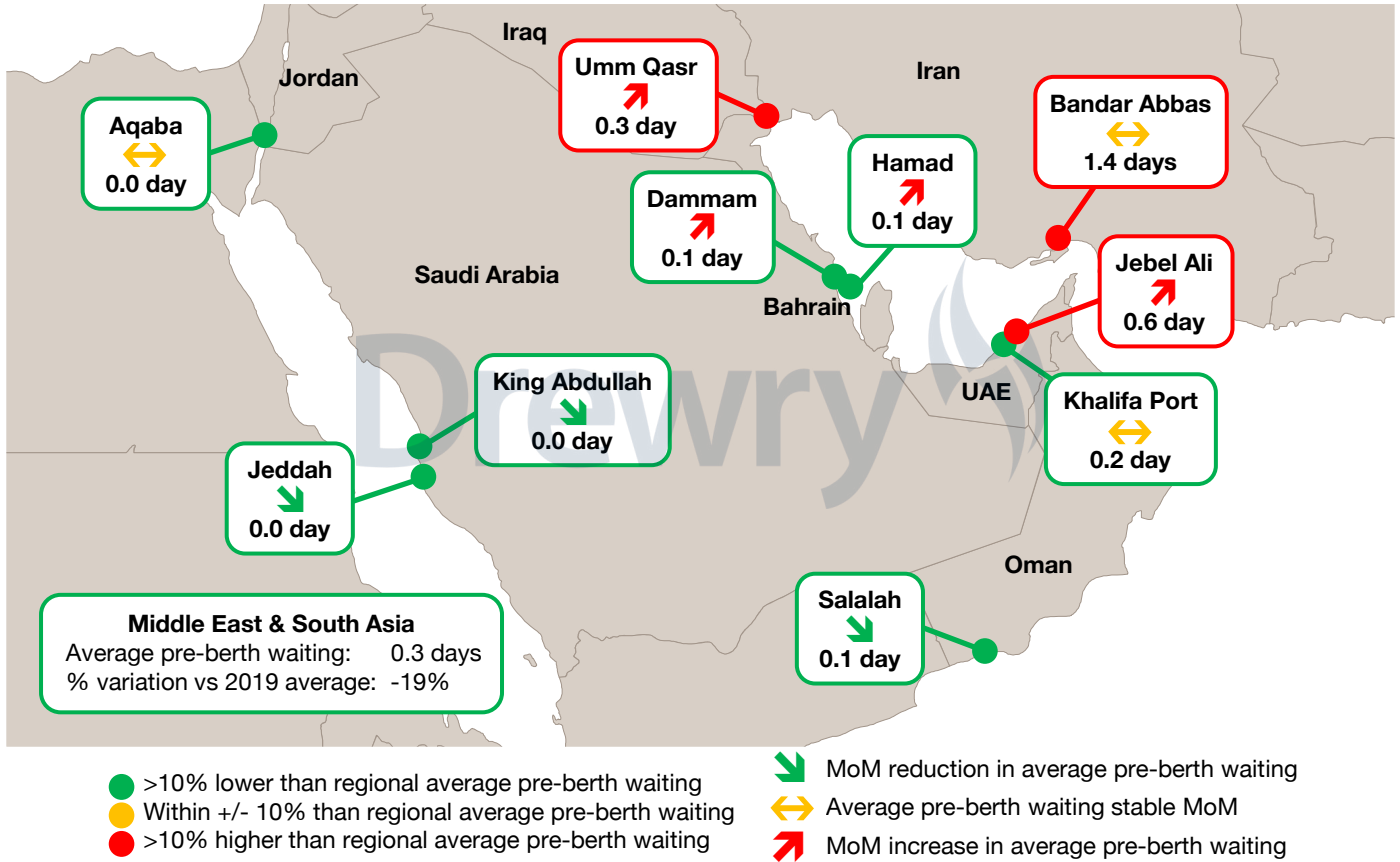 Iraq
Jordan
Iran
Umm Qasr
0.3 day
Bandar Abbas
1.4 days
Aqaba
0.0 day
Hamad
0.1 day
Dammam
0.1 day
Saudi Arabia
Bahrain
Jebel Ali
0.6 day
Drewry
King Abdullah
0.0 day
UAE
Khalifa Port
0.2 day
Jeddah
0.0 day
Oman
Salalah
0.1 day
Middle East & South Asia
Average pre-berth waiting: 0.3 days
% variation vs 2019 average: -19%
>10% lower than regional average pre-berth waiting
Within +/- 10% than regional average pre-berth waiting
>10% higher than regional average pre-berth waiting
MoM reduction in average pre-berth waiting
Average pre-berth waiting stable MoM
MoM increase in average pre-berth waiting